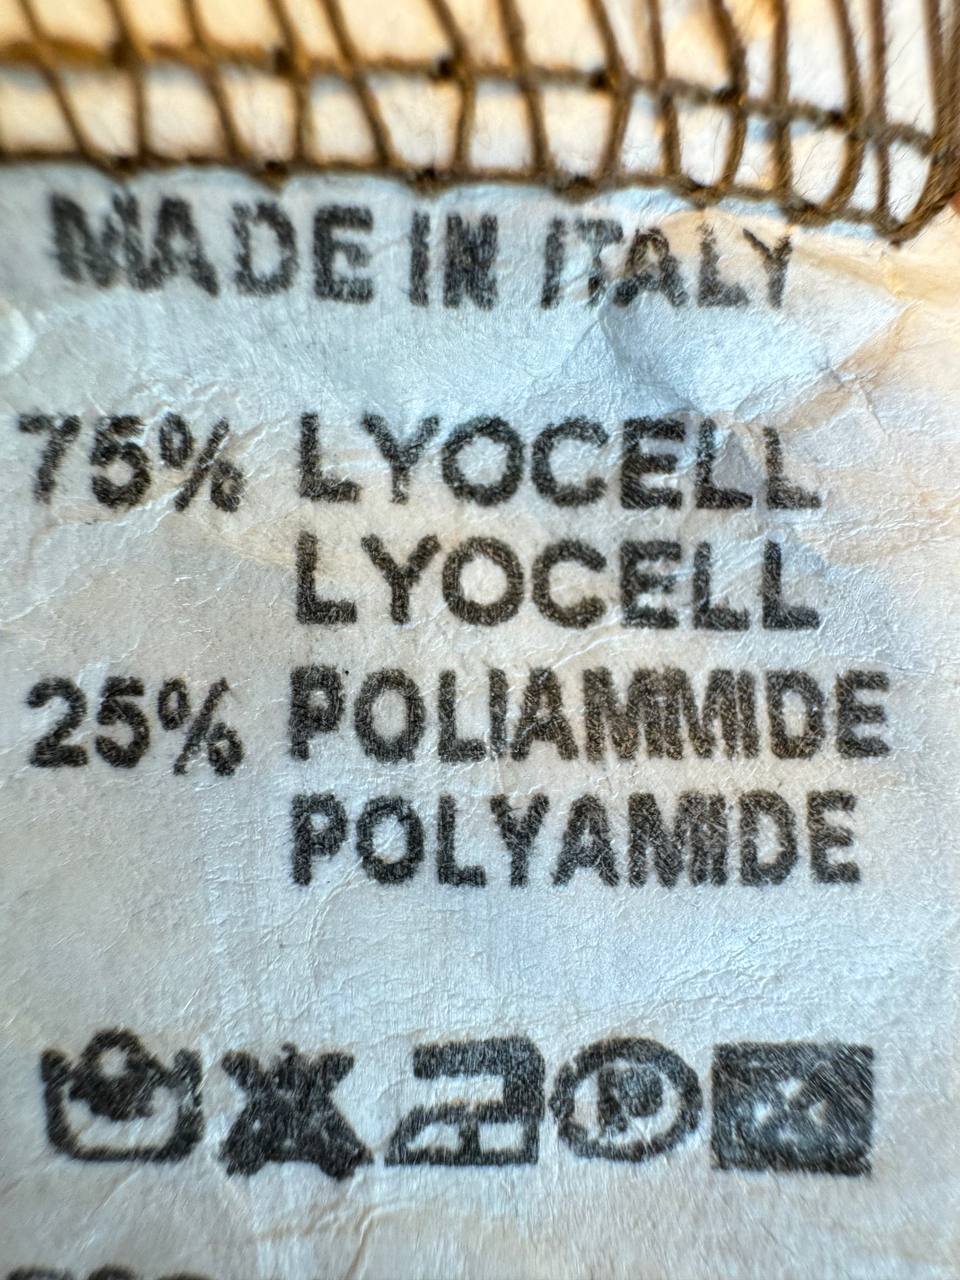 MADE IN ITALY
75% LYOCELL
LYOCELL
25% POLIAMMIDE
POLYAMIDE
P